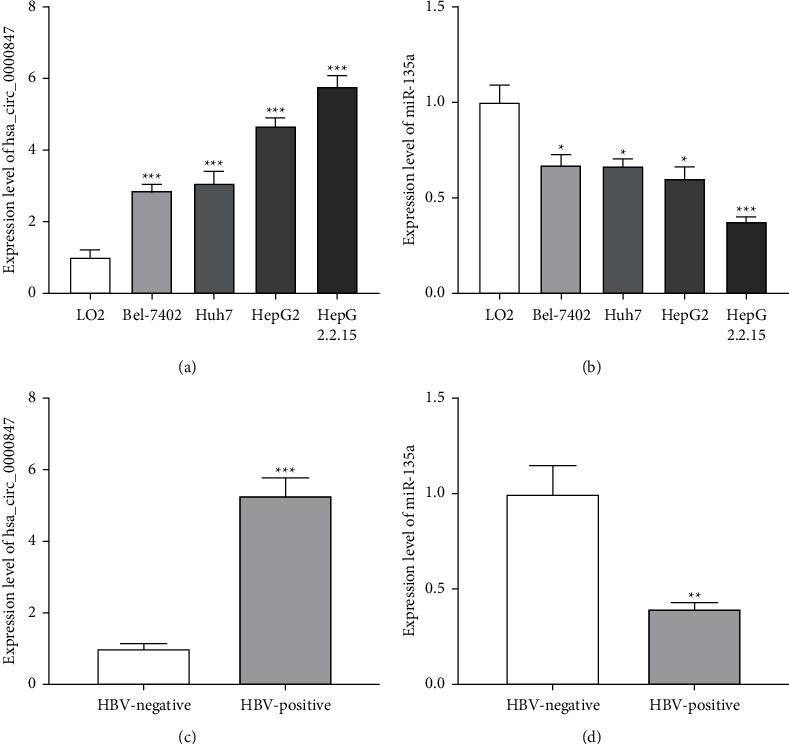 Expression level of hsa_circ_0000847
8
6
4
2
0
***
***
***
***
LO2
Bel-7402
Huh7
HepG2
HepG
2.2.15
(a)
Expression level of miR-135a
1.5
1.0
0.5
0.0
*
*
*
***
LO2
Bel-7402
Huh7
HepG2
HepG
2.2.15
(b)
Expression level of hsa_circ_0000847
8
6
4
2
0
***
HBV-negative
HBV-positive
(c)
Expression level of miR-135a
1.5
1.0
0.5
0.0
**
HBV-negative
HBV-positive
(d)